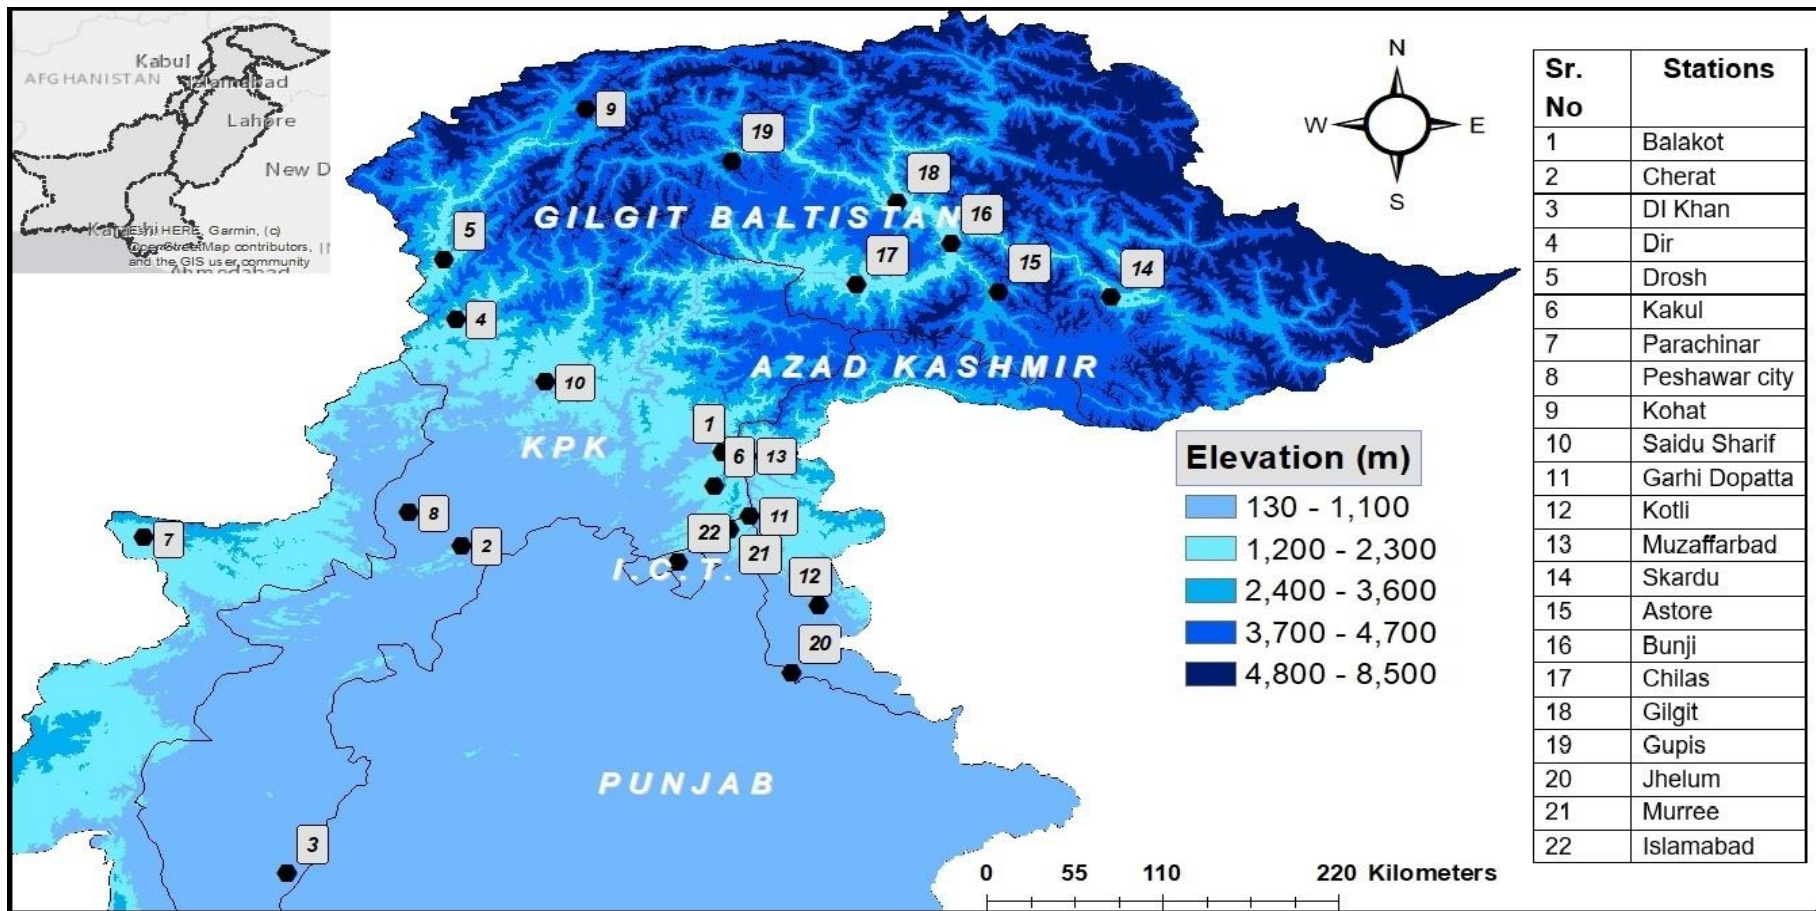 Kabul
AFGHANISTAN
Islamabad
Lahore
New D
Karachi
Esri, HERE, Garmin, (c)
OpenStreetMap contributors,
and the GIS user community
Ahmedabad
N
W E
S
9
19
18
5
16
GILGIT BALTISTAN
17
15
14
4
AZAD KASHMIR
10
1
KPK
6
13
8
11
22
7
2
21
I.C.T.
12
20
PUNJAB
3
Elevation (m)
130 - 1,100
1,200 - 2,300
2,400 - 3,600
3,700 - 4,700
4,800 - 8,500
0 55 110 220 Kilometers
Sr. No Stations
1 Balakot
2 Cherat
3 DI Khan
4 Dir
5 Drosh
6 Kakul
7 Parachinar
8 Peshawar city
9 Kohat
10 Saidu Sharif
11 Garhi Dopatta
12 Kotli
13 Muzaffarbad
14 Skardu
15 Astore
16 Bunji
17 Chilas
18 Gilgit
19 Gupis
20 Jhelum
21 Murree
22 Islamabad